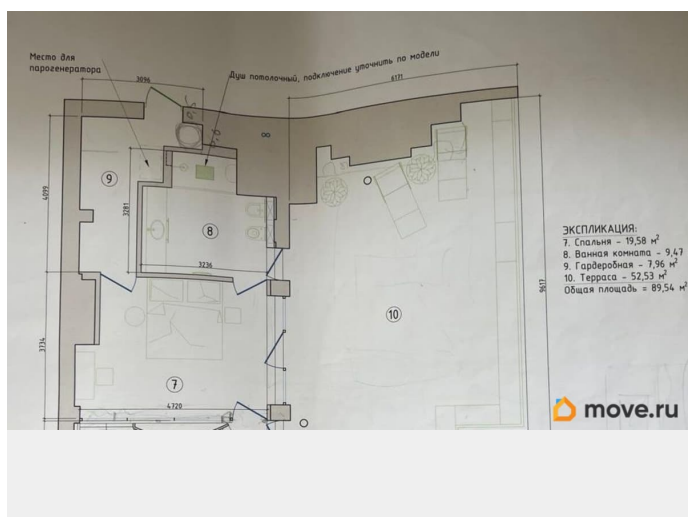 Место для
парогенератора
Душ потолочный, подключение уточнить по модели
3096
6171
4099
3281
9
8
3236
ЭКСПЛИКАЦИЯ:
7. Спальня - 19,58 м²
8. Ванная комната - 9,47
9. Гардеробная - 7,96 м²
10. Терраса - 52,53 м²
Общая площадь = 89,54 м²
9617
10
3734
7
4720
move.ru